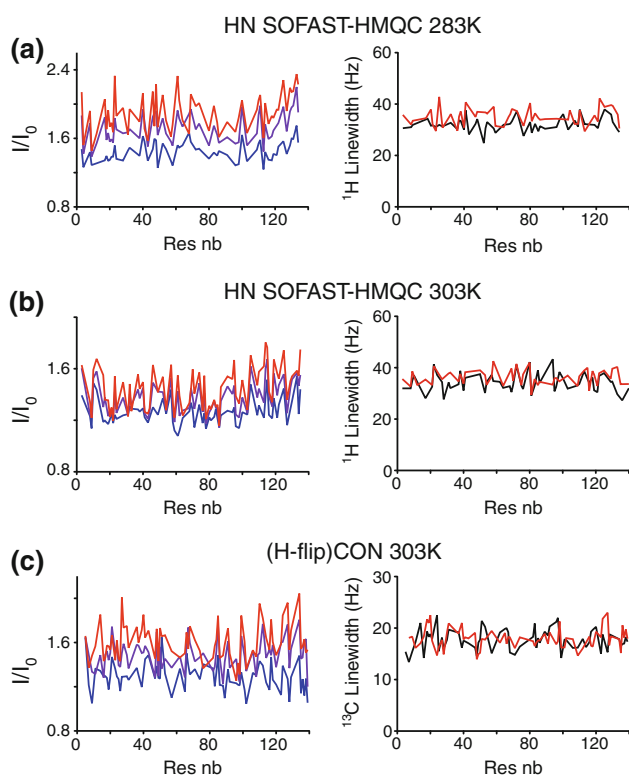 HN SOFAST-HMQC 283K
(a)
2.4
1.6
0.8
I/I₀
0 40 80 120
Res nb
60
40
20
0
¹H Linewidth (Hz)
0 40 80 120
Res nb
HN SOFAST-HMQC 303K
(b)
1.6
0.8
I/I₀
0 40 80 120
Res nb
60
40
20
0
¹H Linewidth (Hz)
0 40 80 120
Res nb
(H-flip)CON 303K
(c)
2.4
1.6
0.8
I/I₀
0 40 80 120
Res nb
30
20
10
0
¹³C Linewidth (Hz)
0 40 80 120
Res nb